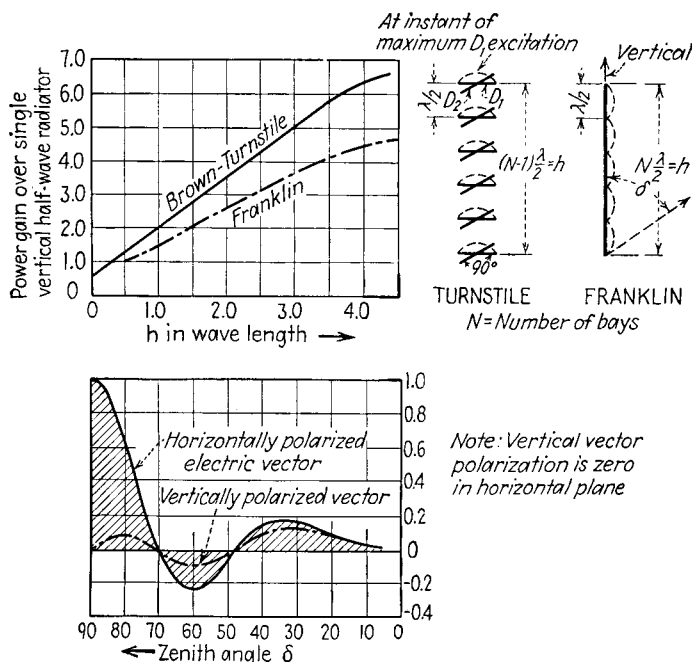 Power gain over single
vertical half-wave radiator
7.0
6.0
5.0
4.0
3.0
2.0
1.0
0
Brown-Turnstile
Franklin
0.0 1.0 2.0 3.0 4.0
h in wave length →
At instant of
maximum D₁ excitation
λ/2
D₂ D₁
(N-1)λ/2=h
90°
TURNSTILE
Vertical
λ/2
Nλ/2=h
δ
FRANKLIN
N=Number of bays
1.0
0.8
0.6
0.4
0.2
0
-0.2
-0.4
Horizontally polarized
electric vector
Vertically polarized vector
90 80 70 60 50 40 30 20 10 0
← Zenith angle δ
Note: Vertical vector
polarization is zero
in horizontal plane